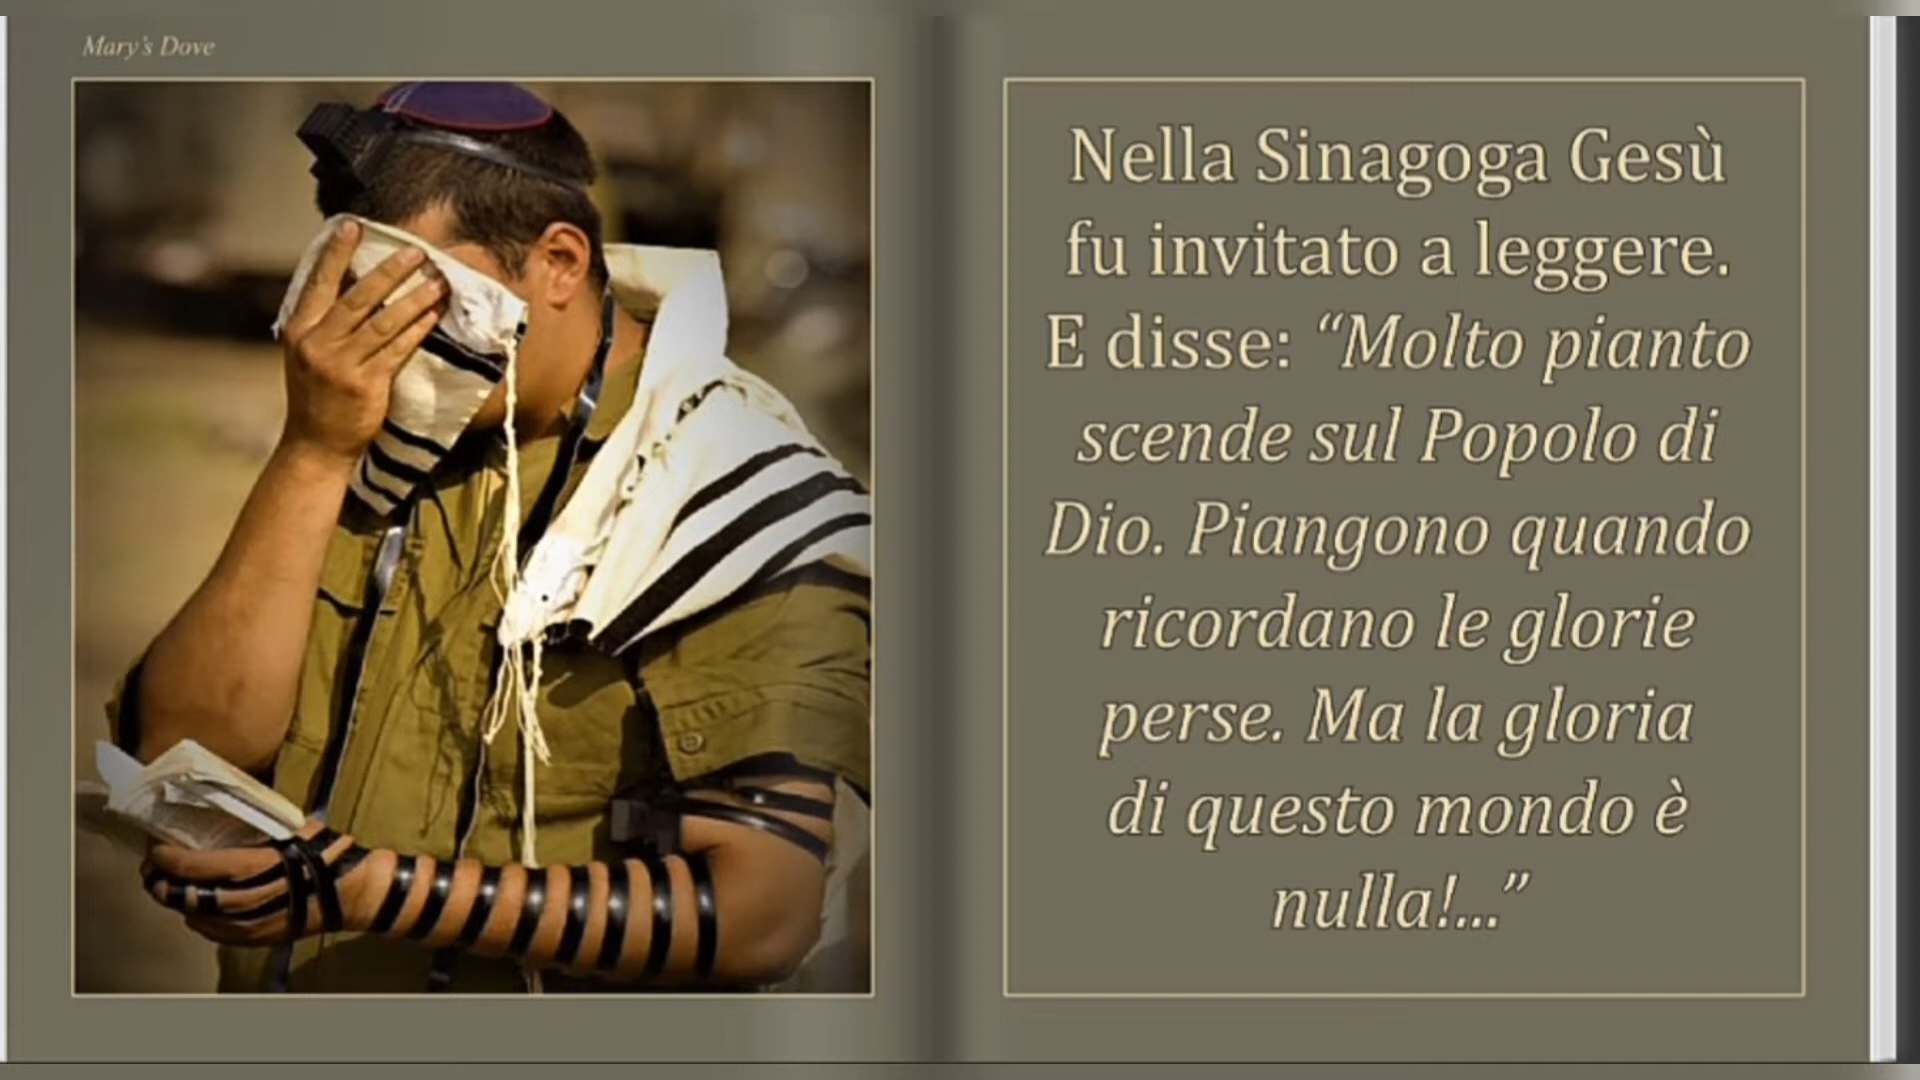 Mary's Dove
Nella Sinagoga Gesù
fu invitato a leggere.
E disse: “Molto pianto
scende sul Popolo di
Dio. Piangono quando
ricordano le glorie
perse. Ma la gloria
di questo mondo è
nulla!...”